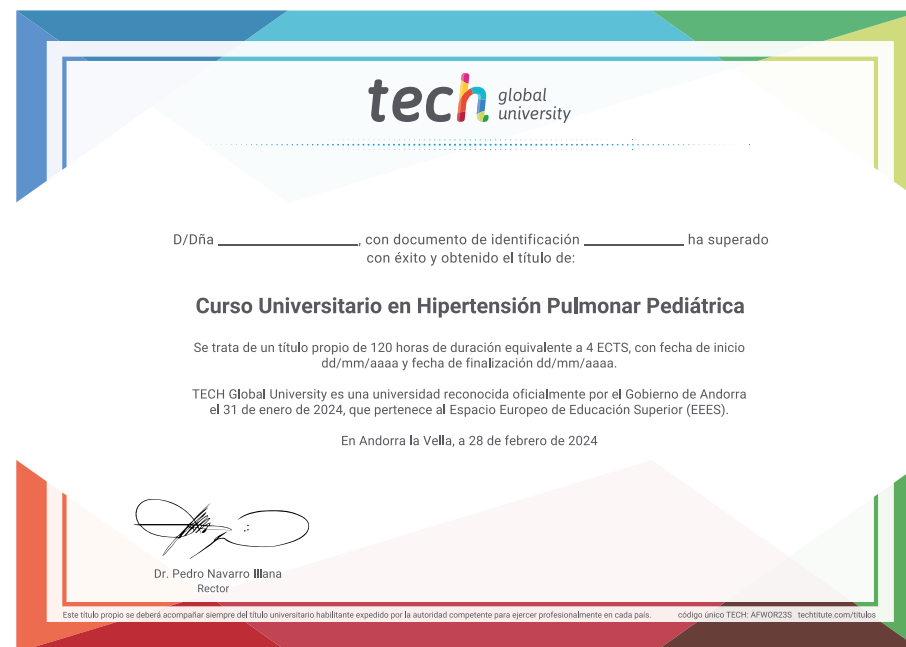 tech global university
D/Dña ____________________, con documento de identificación ______________ ha superado
con éxito y obtenido el título de:
Curso Universitario en Hipertensión Pulmonar Pediátrica
Se trata de un título propio de 120 horas de duración equivalente a 4 ECTS, con fecha de inicio
dd/mm/aaaa y fecha de finalización dd/mm/aaaa.
TECH Global University es una universidad reconocida oficialmente por el Gobierno de Andorra
el 31 de enero de 2024, que pertenece al Espacio Europeo de Educación Superior (EEES).
En Andorra la Vella, a 28 de febrero de 2024
Dr. Pedro Navarro Illana
Rector
Este título propio se deberá acompañar siempre del título universitario habilitante expedido por la autoridad competente para ejercer profesionalmente en cada país. código único TECH: AFWOR23S techtitute.com/titulos